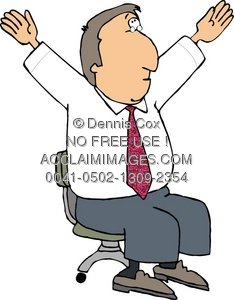 © Dennis Cox
NO FREE USE !
ACCLAIMIMAGES.COM
0041-0502-1309-2354